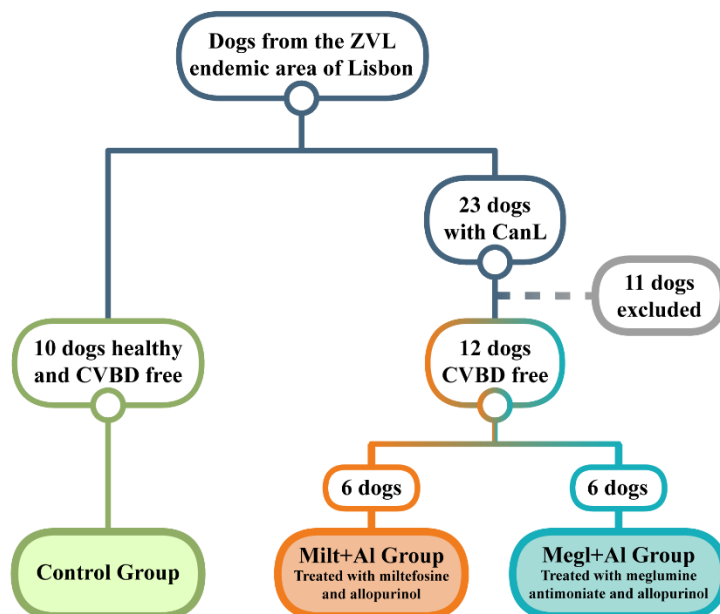 Dogs from the ZVL
endemic area of Lisbon
23 dogs
with CanL
11 dogs
excluded
10 dogs healthy
and CVBD free
12 dogs
CVBD free
6 dogs
6 dogs
Control Group
Milt+Al Group
Treated with miltefosine
and allopurinol
Megl+Al Group
Treated with meglumine
antimoniate and allopurinol